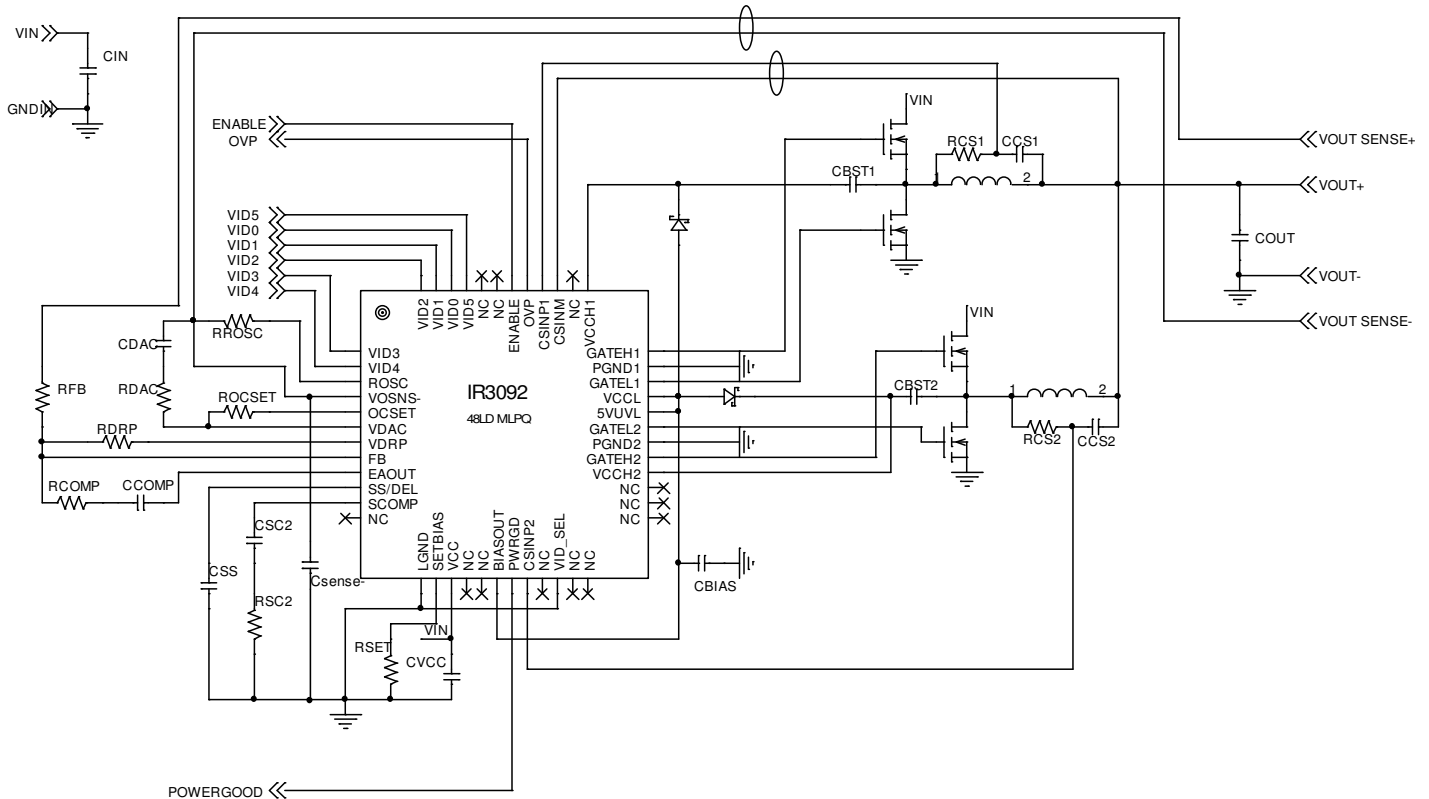 VIN
CIN
GNDIN
ENABLE
OVP
VID5
VID0
VID1
VID2
VID3
VID4
VIN
RCS1
CCS1
CBST1
1
2
VOUT SENSE+
VOUT+
COUT
VOUT-
VOUT SENSE-
VID2
VID1
VID0
VID5
NC
NC
ENABLE
OVP
CSINP1
CSINM
NC
VCCH1
RROSC
CDAC
RDAC
RFB
ROCSET
RDRP
RCOMP
CCOMP
VID3
VID4
ROSC
VOSNS-
OCSET
VDAC
VDRP
FB
EAOUT
SS/DEL
SCOMP
NC
IR3092
48LD MLPQ
GATEH1
PGND1
GATEL1
VCCL
5VUVL
GATEL2
PGND2
GATEH2
VCCH2
NC
NC
NC
VIN
CBST2
1
2
RCS2
CCS2
LGND
SETBIAS
VCC
NC
NC
BIASOUT
PWRGD
CSINP2
NC
VID_SEL
NC
NC
CSC2
CSS
RSC2
Csense-
CBIAS
VIN
RSET
CVCC
POWERGOOD